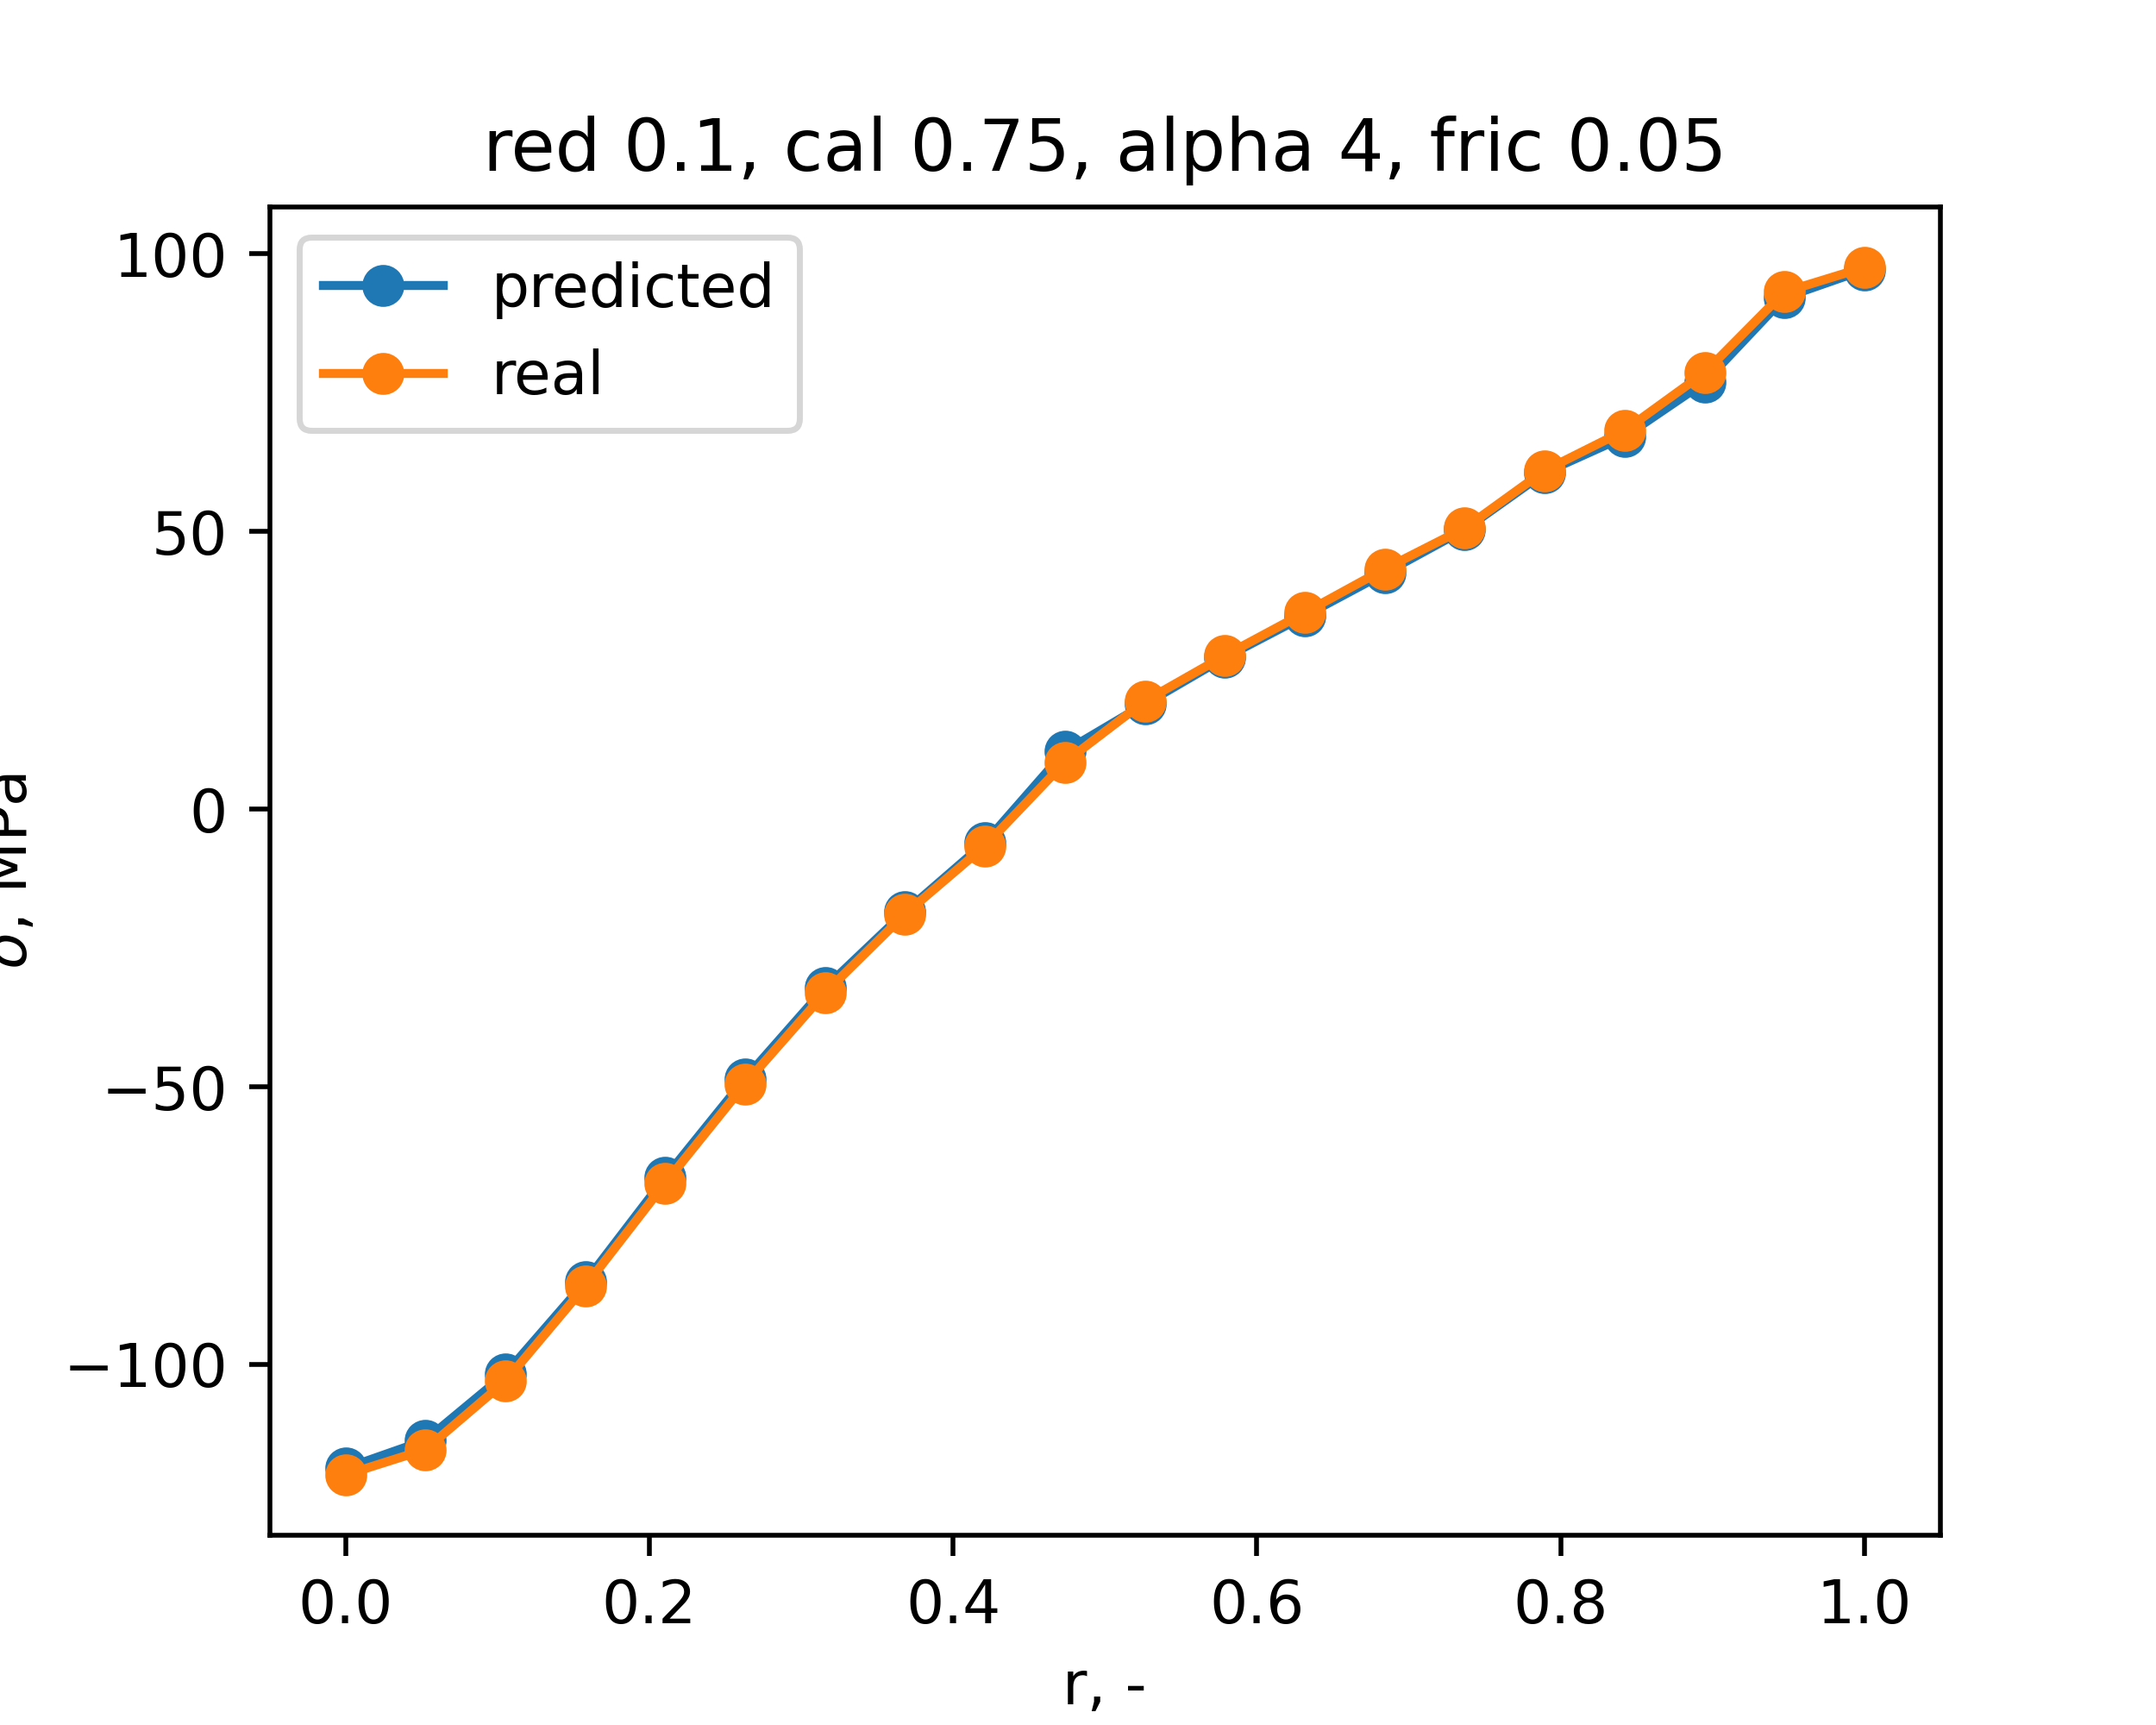 red 0.1, cal 0.75, alpha 4, fric 0.05
predicted
real
100
50
0
−50
−100
σ, MPa
0.0 0.2 0.4 0.6 0.8 1.0
r, -